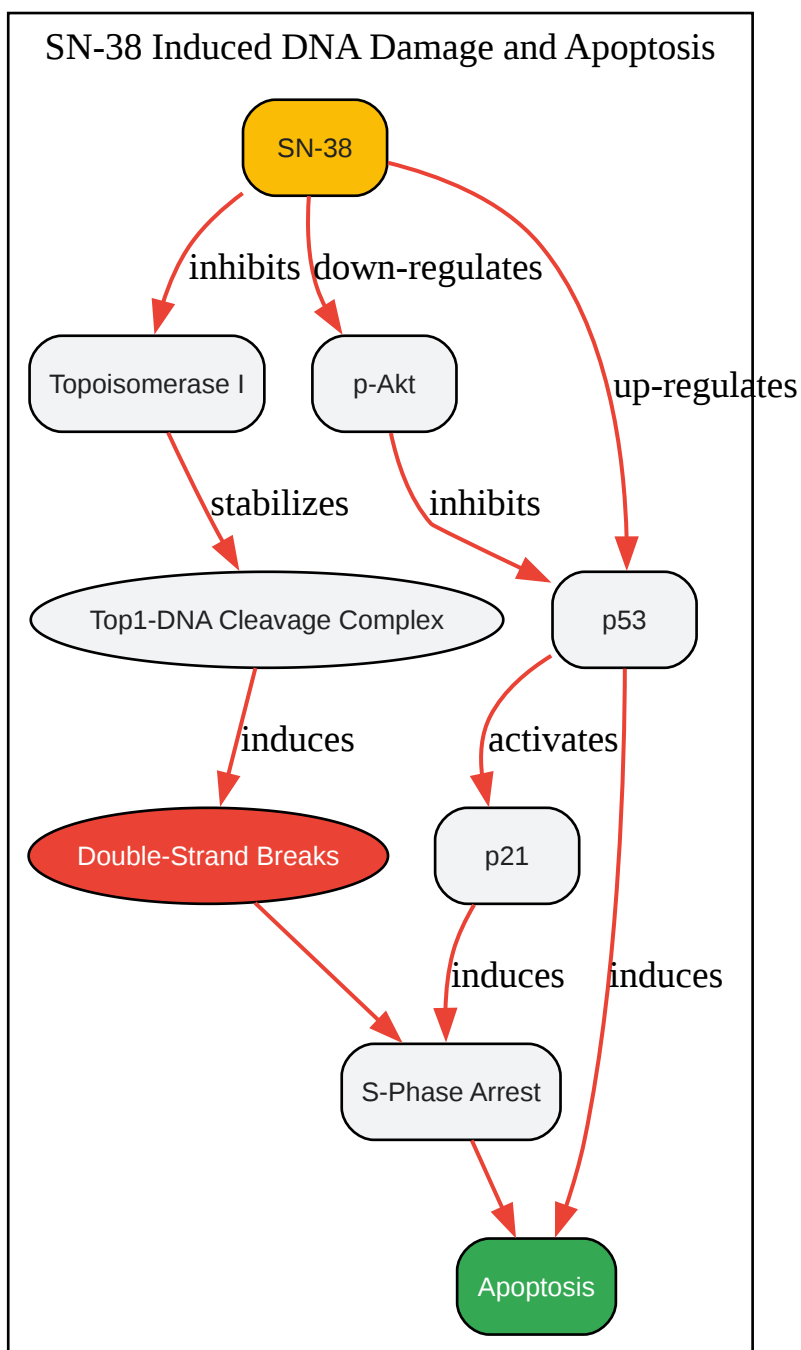 SN-38 Induced DNA Damage and Apoptosis
SN-38
inhibits
down-regulates
up-regulates
Topoisomerase I
p-Akt
stabilizes
inhibits
Top1-DNA Cleavage Complex
p53
induces
activates
Double-Strand Breaks
p21
induces
induces
S-Phase Arrest
Apoptosis